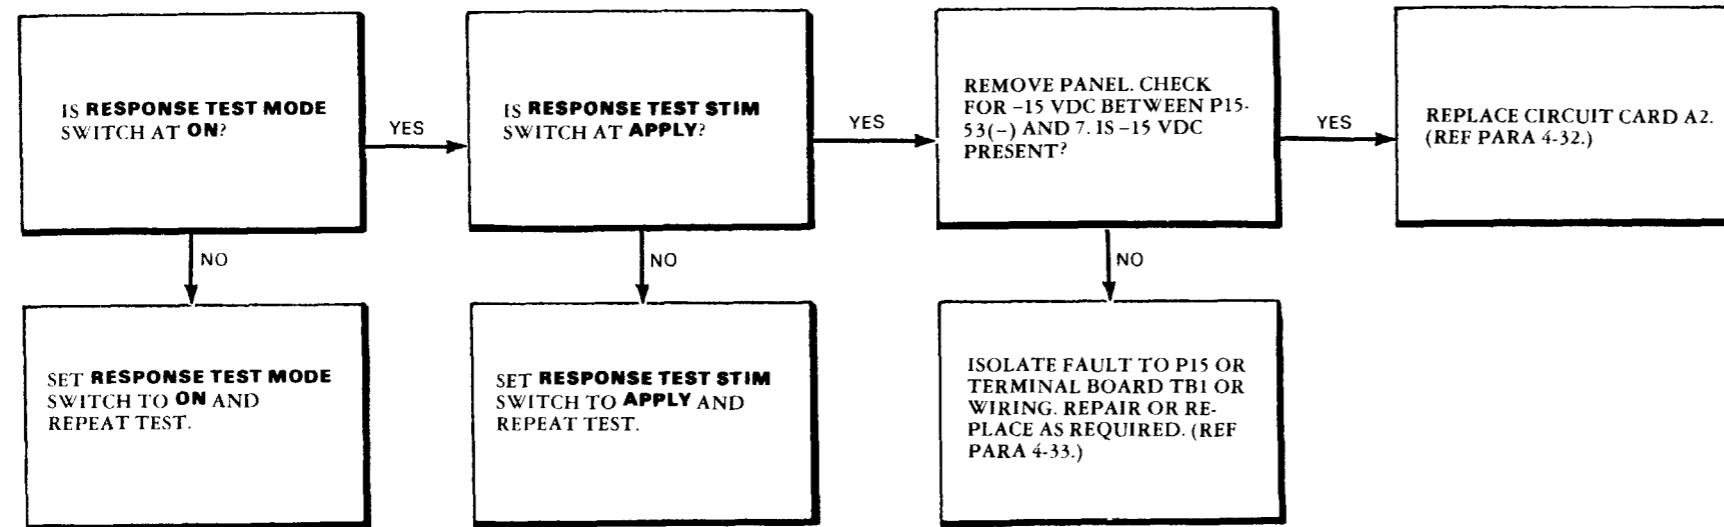 IS RESPONSE TEST MODE
SWITCH AT ON?
YES
IS RESPONSE TEST STIM
SWITCH AT APPLY?
YES
REMOVE PANEL. CHECK
FOR –15 VDC BETWEEN P15-
53(–) AND 7. IS –15 VDC
PRESENT?
YES
REPLACE CIRCUIT CARD A2.
(REF PARA 4-32.)
NO
NO
NO
SET RESPONSE TEST MODE
SWITCH TO ON AND
REPEAT TEST.
SET RESPONSE TEST STIM
SWITCH TO APPLY AND
REPEAT TEST.
ISOLATE FAULT TO P15 OR
TERMINAL BOARD TB1 OR
WIRING. REPAIR OR RE-
PLACE AS REQUIRED. (REF
PARA 4-33.)